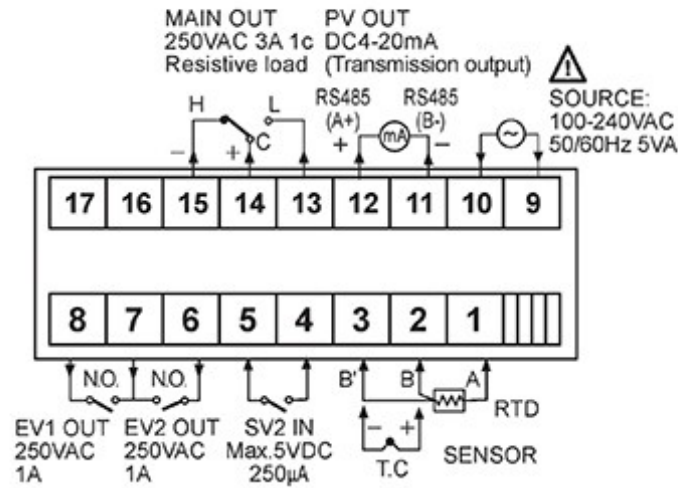 MAIN OUT
250VAC 3A 1c
Resistive load
PV OUT
DC4-20mA
(Transmission output)
SOURCE:
100-240VAC
50/60Hz 5VA
H
L
C
RS485
(A+)
RS485
(B-)
mA
− + + −
17 16 15 14 13 12 11 10 9
8 7 6 5 4 3 2 1
N.O. N.O.
B' B A
RTD
EV1 OUT
250VAC
1A
EV2 OUT
250VAC
1A
SV2 IN
Max.5VDC
250µA
− +
T.C
SENSOR